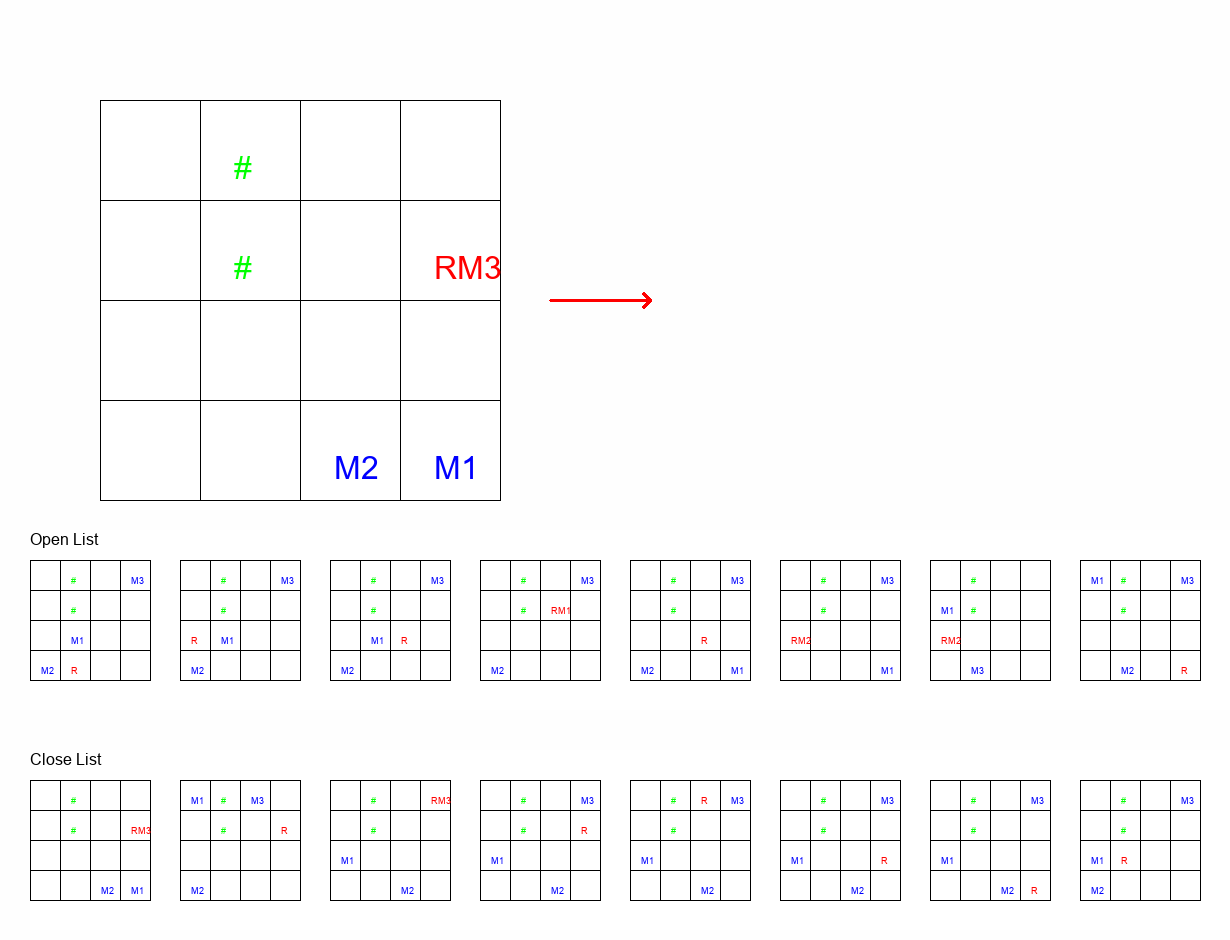 #
# RM3
M2 M1
Open List
# M3 # M3 # M3 # M3 # M3 # M3 # M1 # M3
# # # # RM1 # # M1 # #
M1 R M1 M1 R R RM2 RM2
M2 R M2 M2 M2 M2 M1 M1 M3 M2 R
Close List
# M1 # M3 # RM3 # M3 # R M3 # M3 # M3 # M3
# RM3 # R # # R # # # #
M1 M1 M1 M1 R M1 M1 R
M2 M1 M2 M2 M2 M2 M2 M2 R M2